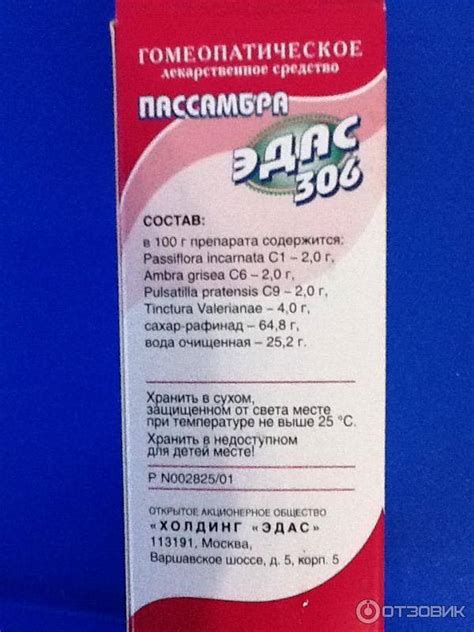 ГОМЕОПАТИЧЕСКОЕ
лекарственное средство
ПАССАМБРА
ЭДАС
306
СОСТАВ:
в 100 г препарата содержится:
Passiflora incarnata C1 – 2,0 г,
Ambra grisea C6 – 2,0 г,
Pulsatilla pratensis C9 – 2,0 г,
Tinctura Valerianae – 4,0 г,
сахар-рафинад – 64,8 г,
вода очищенная – 25,2 г.
Хранить в сухом,
защищенном от света месте
при температуре не выше 25 °C.
Хранить в недоступном
для детей месте!
Р N002825/01
ОТКРЫТОЕ АКЦИОНЕРНОЕ ОБЩЕСТВО
«ХОЛДИНГ «ЭДАС»
113191, Москва,
Варшавское шоссе, д. 5, корп. 5
ОТЗОВИК